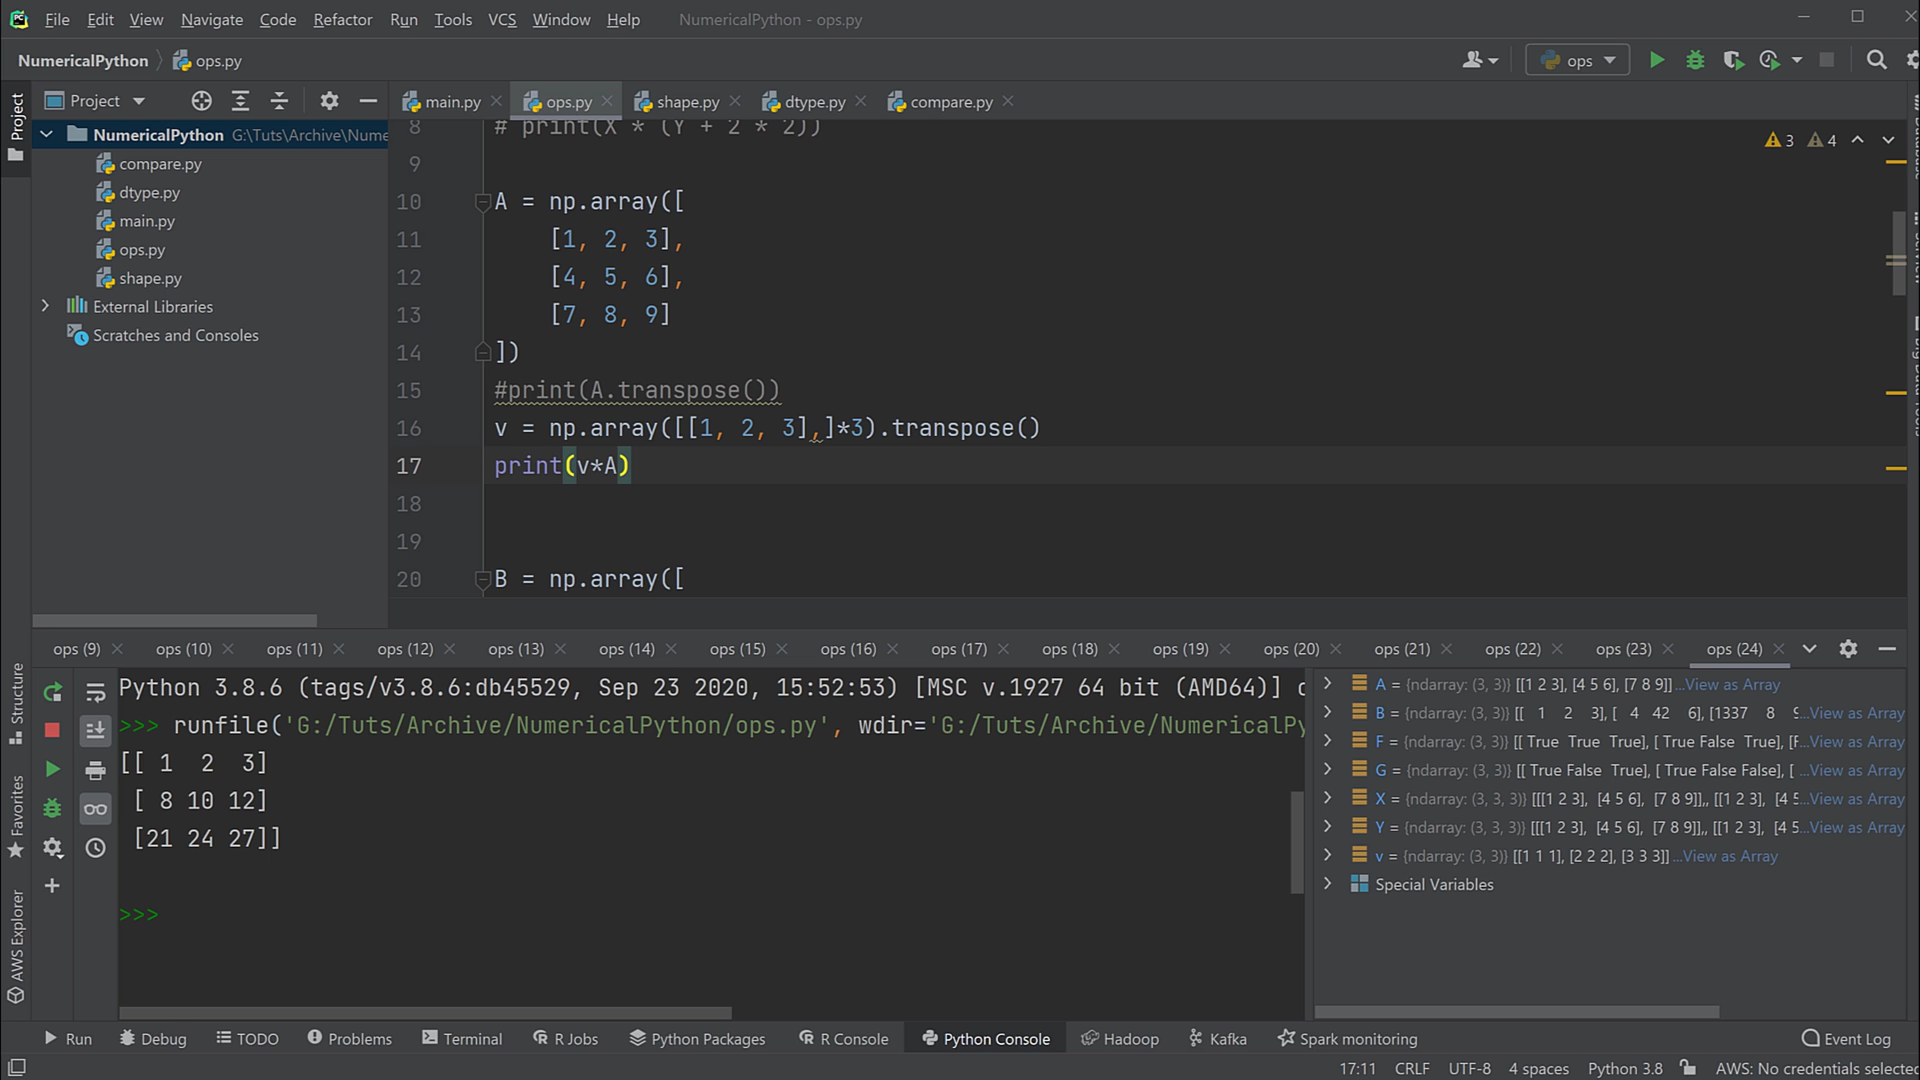 File Edit View Navigate Code Refactor Run Tools VCS Window Help NumericalPython - ops.py
NumericalPython ops.py ops
Project
Project
main.py ops.py shape.py dtype.py compare.py
NumericalPython G:\Tuts\Archive\Nume
compare.py
dtype.py
main.py
ops.py
shape.py
External Libraries
Scratches and Consoles
8 # print(X * (Y + 2 * 2))
3 4
9
10 A = np.array([
11 [1, 2, 3],
12 [4, 5, 6],
13 [7, 8, 9]
14 ])
15 #print(A.transpose())
16 v = np.array([[1, 2, 3],]*3).transpose()
17 print(v*A)
18
19
20 B = np.array([
ops (9) ops (10) ops (11) ops (12) ops (13) ops (14) ops (15) ops (16) ops (17) ops (18) ops (19) ops (20) ops (21) ops (22) ops (23) ops (24)
Python 3.8.6 (tags/v3.8.6:db45529, Sep 23 2020, 15:52:53) [MSC v.1927 64 bit (AMD64)] o
>>> runfile('G:/Tuts/Archive/NumericalPython/ops.py', wdir='G:/Tuts/Archive/NumericalPy
[[ 1 2 3]
[ 8 10 12]
[21 24 27]]
>>>
A = {ndarray: (3, 3)} [[1 2 3], [4 5 6], [7 8 9]] ...View as Array
B = {ndarray: (3, 3)} [[ 1 2 3], [ 4 42 6], [1337 8 9...View as Array
F = {ndarray: (3, 3)} [[ True True True], [ True False True], [F...View as Array
G = {ndarray: (3, 3)} [[ True False True], [ True False False], [ ...View as Array
X = {ndarray: (3, 3, 3)} [[[1 2 3], [4 5 6], [7 8 9]],, [[1 2 3], [4 5...View as Array
Y = {ndarray: (3, 3, 3)} [[[1 2 3], [4 5 6], [7 8 9]],, [[1 2 3], [4 5...View as Array
v = {ndarray: (3, 3)} [[1 1 1], [2 2 2], [3 3 3]] ...View as Array
Special Variables
Structure
Favorites
AWS Explorer
Run Debug TODO Problems Terminal R Jobs Python Packages R Console Python Console Hadoop Kafka Spark monitoring Event Log
17:11 CRLF UTF-8 4 spaces Python 3.8 AWS: No credentials selected